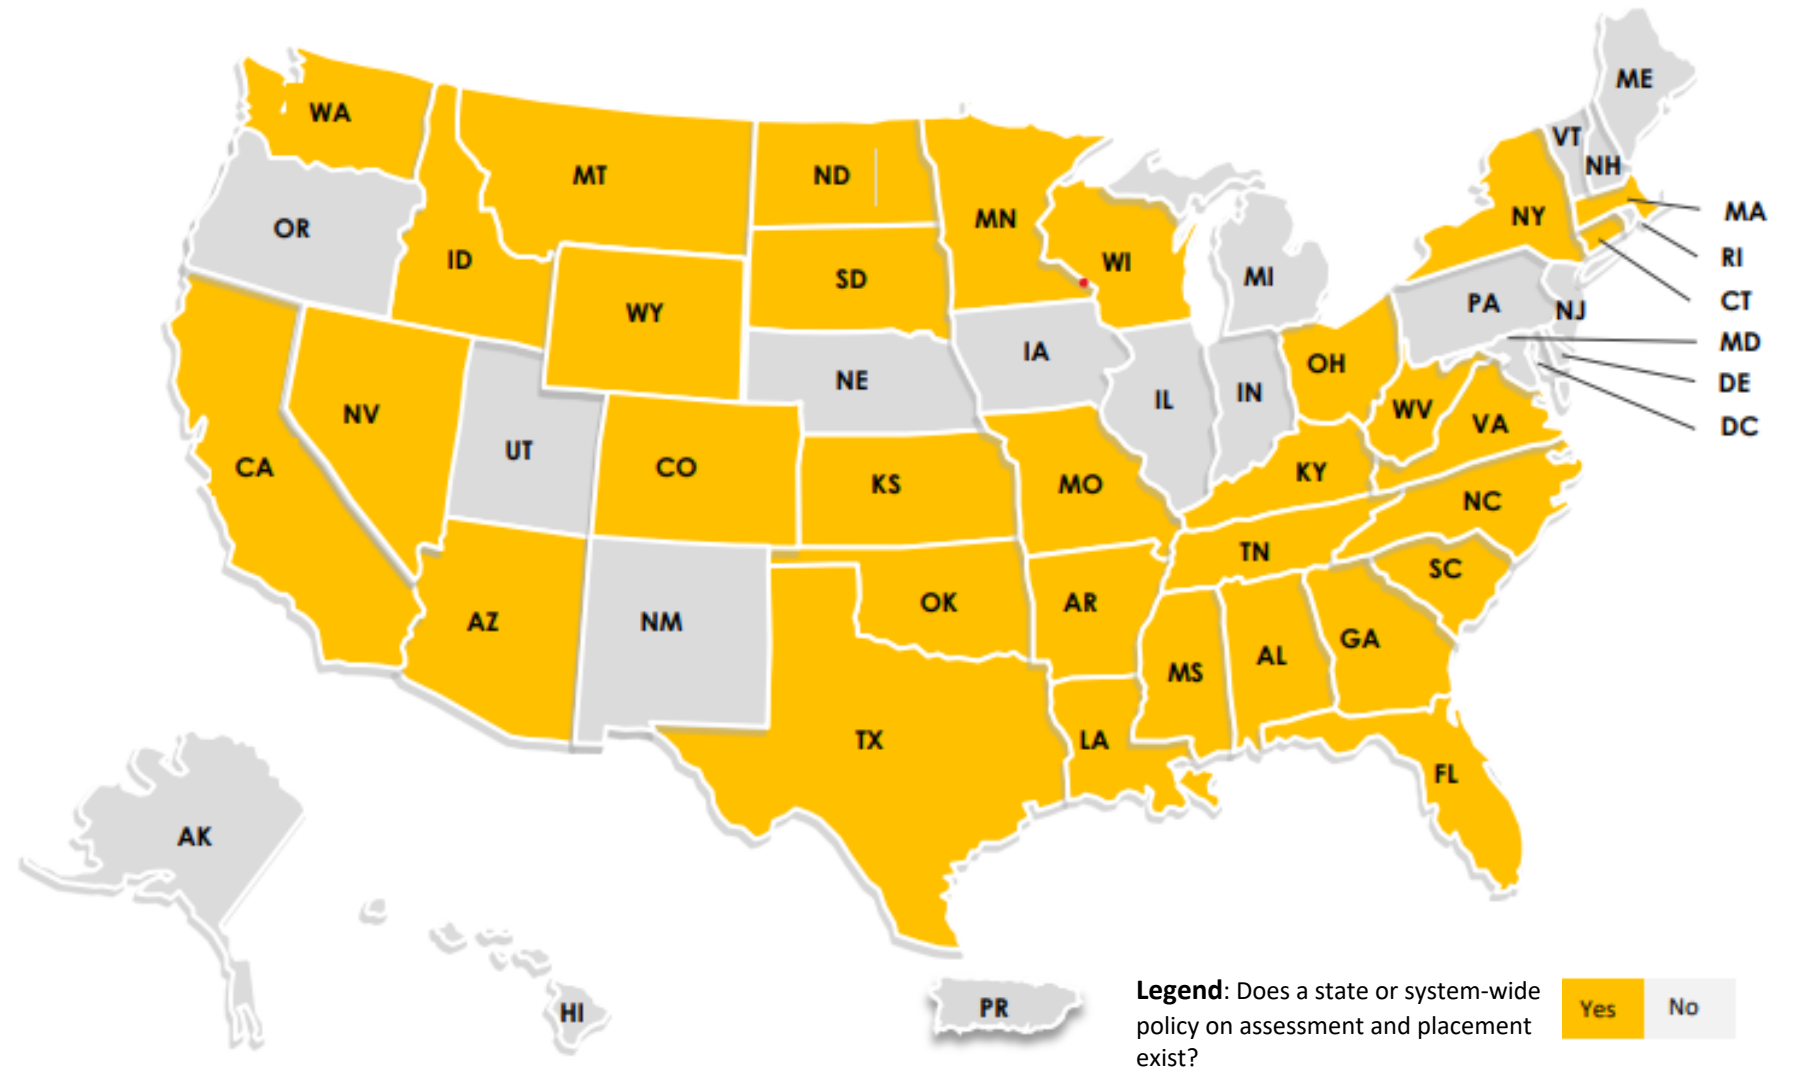 ME
WA
VT
NH
MT
ND
MN
NY
MA
OR
ID
WI
RI
SD
MI
PA
NJ
CT
WY
IA
MD
NE
OH
DE
NV
UT
IL
IN
WV
VA
DC
CA
CO
KS
MO
KY
NC
TN
SC
AZ
NM
OK
AR
GA
MS
AL
TX
LA
FL
AK
HI
PR
Legend: Does a state or system-wide
policy on assessment and placement
exist?
Yes
No